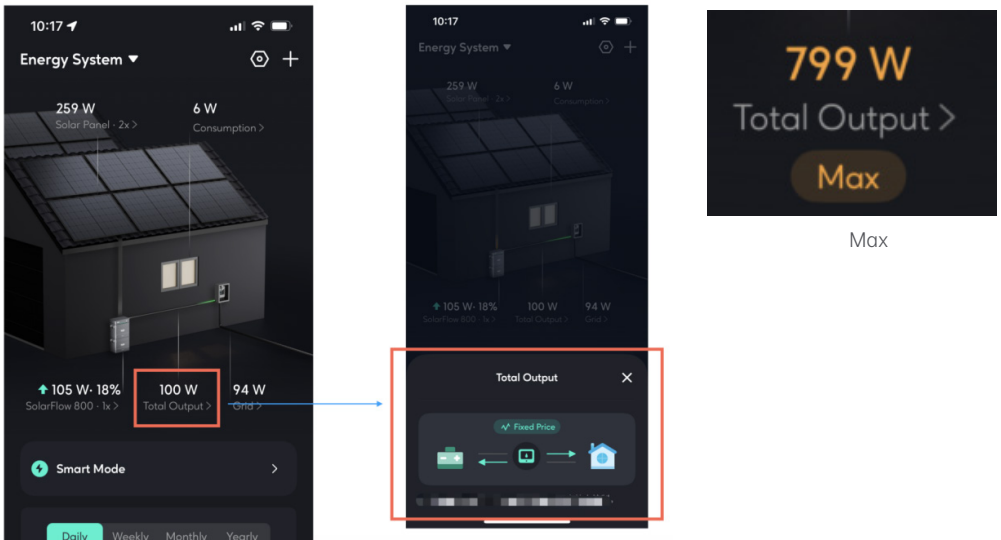 10:17
Energy System
259 W
Solar Panel · 2x >
6 W
Consumption >
105 W· 18%
SolarFlow 800 · 1x >
100 W
Total Output >
94 W
Grid >
Smart Mode
Daily Weekly Monthly Yearly
10:17
Energy System
259 W
Solar Panel · 2x >
6 W
Consumption >
105 W· 18%
SolarFlow 800 · 1x >
100 W
Total Output >
94 W
Grid >
Total Output
Fixed Price
799 W
Total Output >
Max
Max